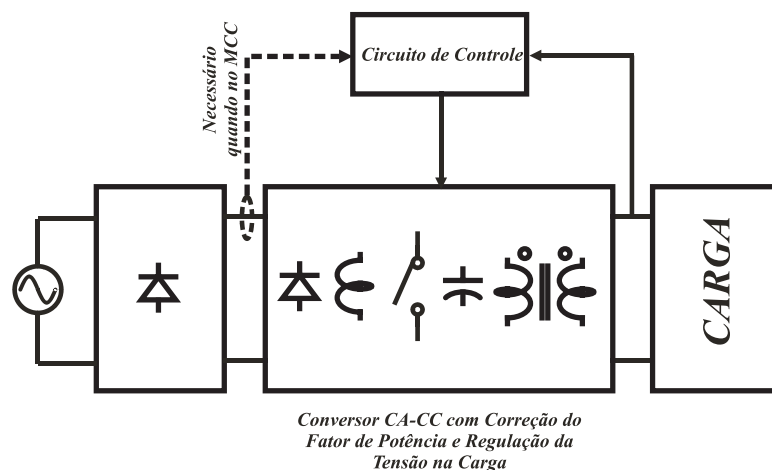 Circuito de Controle
Necessário
quando no MCC
CARGA
Conversor CA-CC com Correção do
Fator de Potência e Regulação da
Tensão na Carga